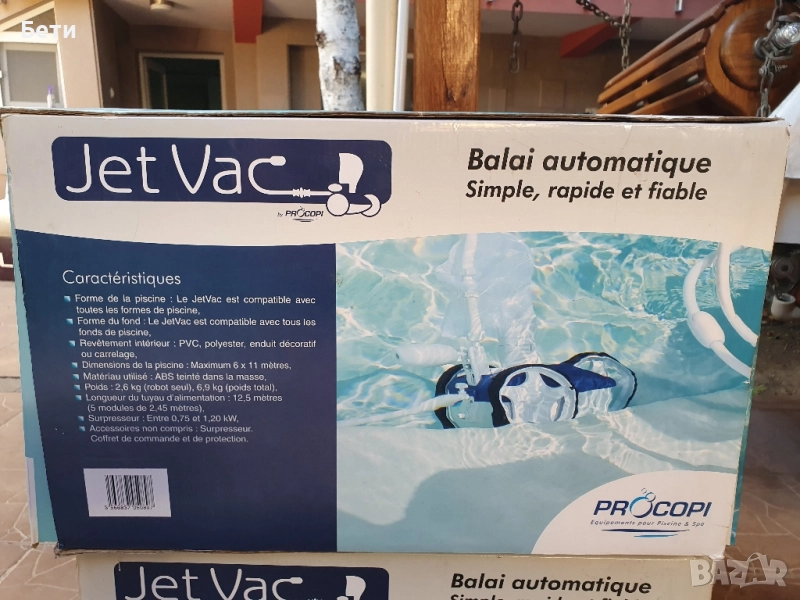 Бети
Jet Vac
by PROCOPI
Balai automatique
Simple, rapide et fiable
Caractéristiques
Forme de la piscine : Le JetVac est compatible avec
toutes les formes de piscine,
Forme du fond : Le JetVac est compatible avec tous les
fonds de piscine,
Revêtement intérieur : PVC, polyester, enduit décoratif
ou carrelage,
Dimensions de la piscine : Maximum 6 x 11 mètres,
Matériau utilisé : ABS teinté dans la masse,
Poids : 2,6 kg (robot seul), 6,9 kg (poids total),
Longueur du tuyau d'alimentation : 12,5 mètres
(5 modules de 2,45 mètres),
Surpresseur : Entre 0,75 et 1,20 kW,
Accessoires non compris : Surpresseur.
Coffret de commande et de protection.
PROCOPI
Equipements pour Piscine & Spa
Jet Vac
Balai automatique
BAZAR